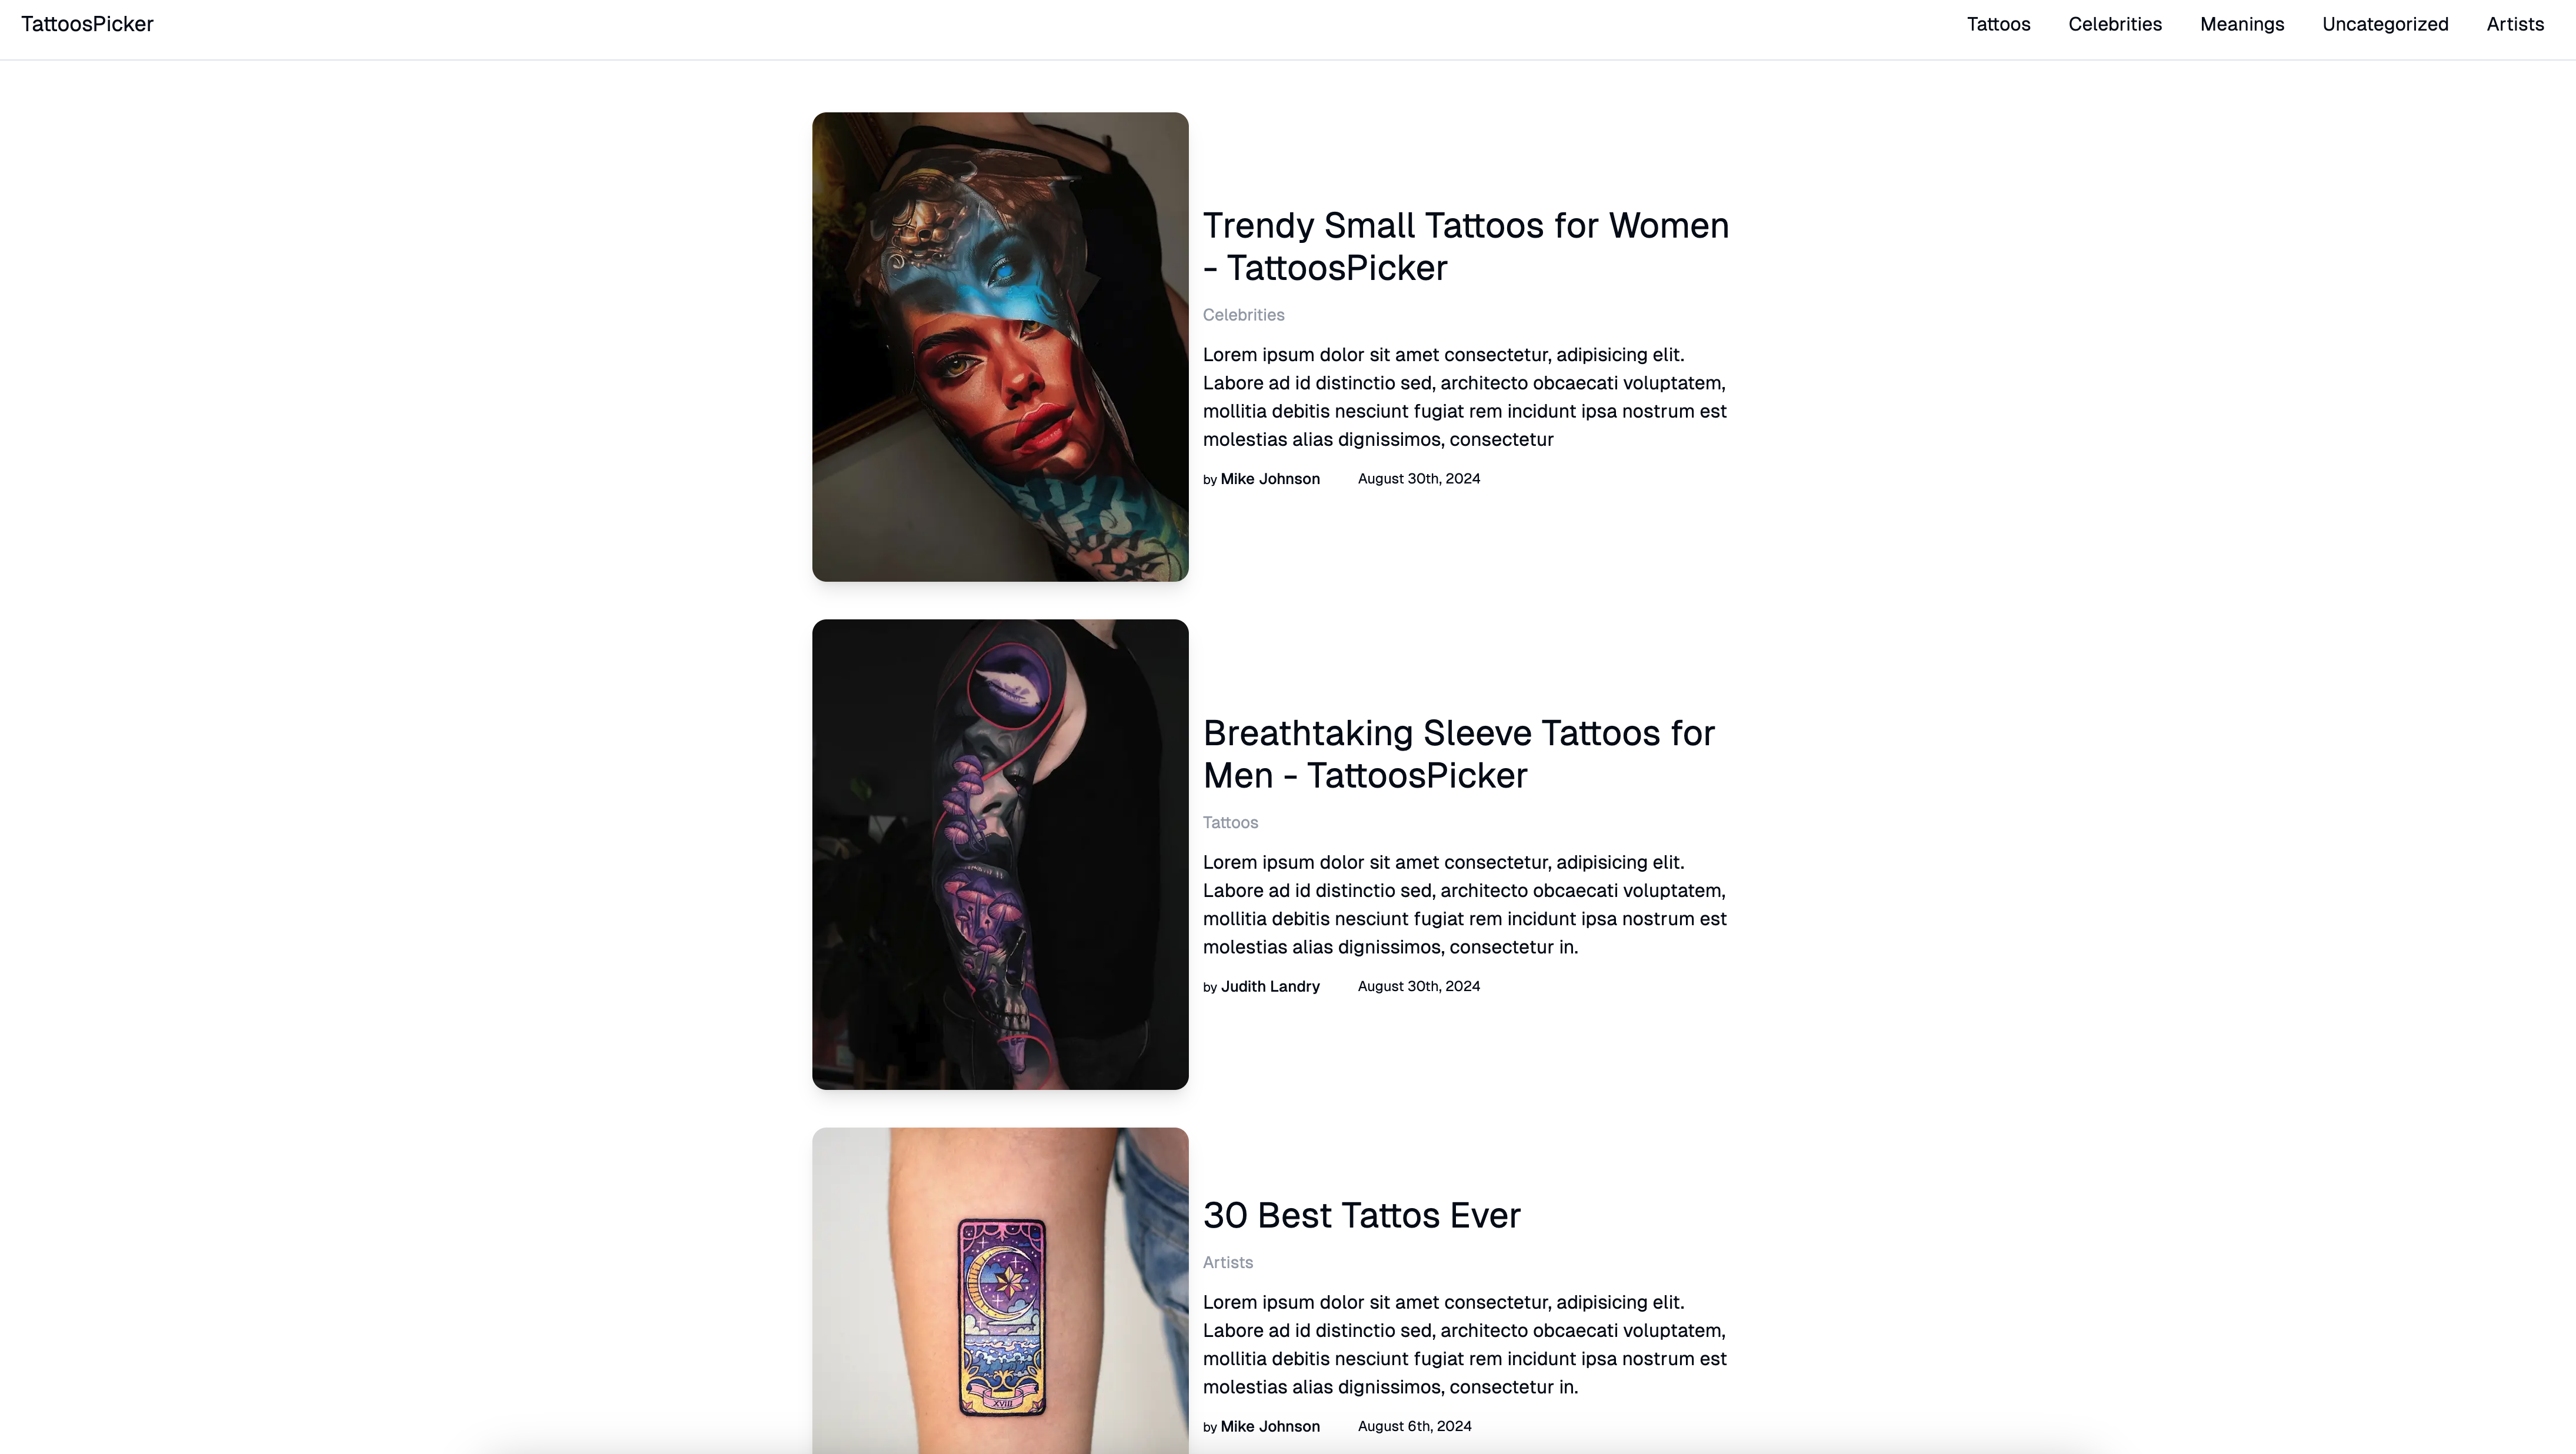 TattoosPicker
Tattoos Celebrities Meanings Uncategorized Artists
Trendy Small Tattoos for Women
- TattoosPicker
Celebrities
Lorem ipsum dolor sit amet consectetur, adipisicing elit.
Labore ad id distinctio sed, architecto obcaecati voluptatem,
mollitia debitis nesciunt fugiat rem incidunt ipsa nostrum est
molestias alias dignissimos, consectetur
by Mike Johnson August 30th, 2024
Breathtaking Sleeve Tattoos for
Men - TattoosPicker
Tattoos
Lorem ipsum dolor sit amet consectetur, adipisicing elit.
Labore ad id distinctio sed, architecto obcaecati voluptatem,
mollitia debitis nesciunt fugiat rem incidunt ipsa nostrum est
molestias alias dignissimos, consectetur in.
by Judith Landry August 30th, 2024
XVIII
30 Best Tattos Ever
Artists
Lorem ipsum dolor sit amet consectetur, adipisicing elit.
Labore ad id distinctio sed, architecto obcaecati voluptatem,
mollitia debitis nesciunt fugiat rem incidunt ipsa nostrum est
molestias alias dignissimos, consectetur in.
by Mike Johnson August 6th, 2024